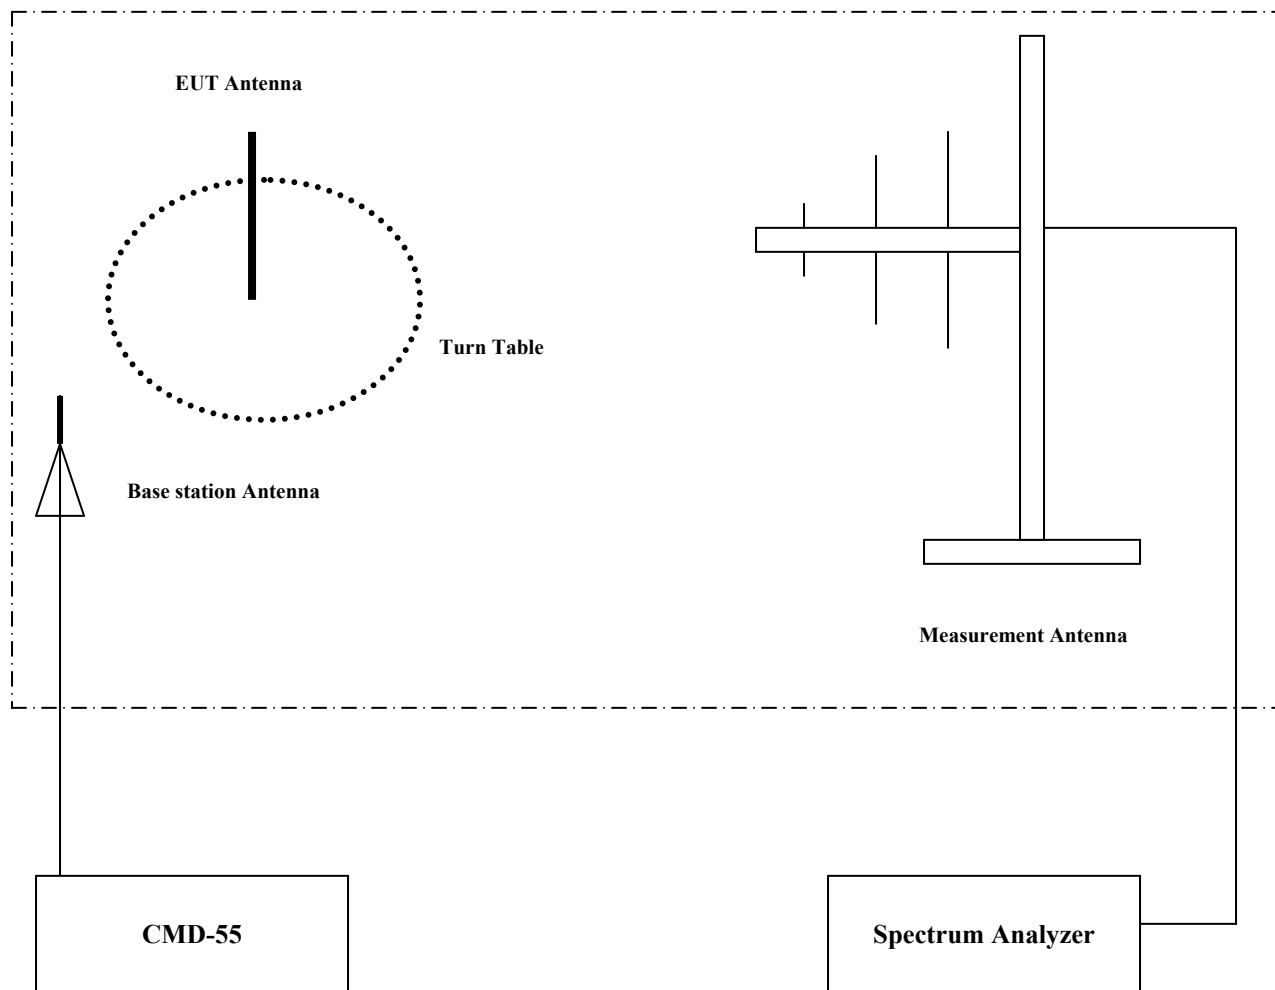 EUT Antenna
Turn Table
Base station Antenna
Measurement Antenna
CMD-55
Spectrum Analyzer